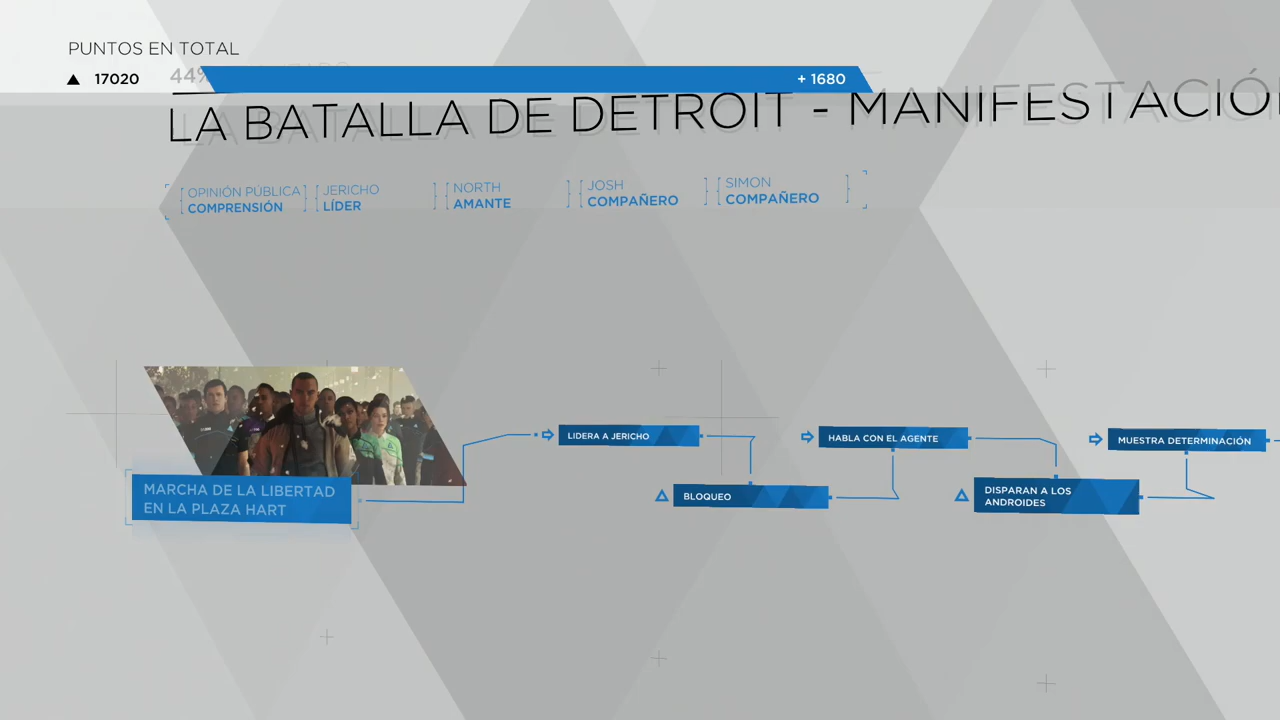 PUNTOS EN TOTAL
17020
44%
+ 1680
LA BATALLA DE DETROIT - MANIFESTACIÓ
OPINIÓN PÚBLICA
COMPRENSIÓN
JERICHO
LÍDER
NORTH
AMANTE
JOSH
COMPAÑERO
SIMON
COMPAÑERO
MARCHA DE LA LIBERTAD
EN LA PLAZA HART
LIDERA A JERICHO
BLOQUEO
HABLA CON EL AGENTE
DISPARAN A LOS
ANDROIDES
MUESTRA DETERMINACIÓN